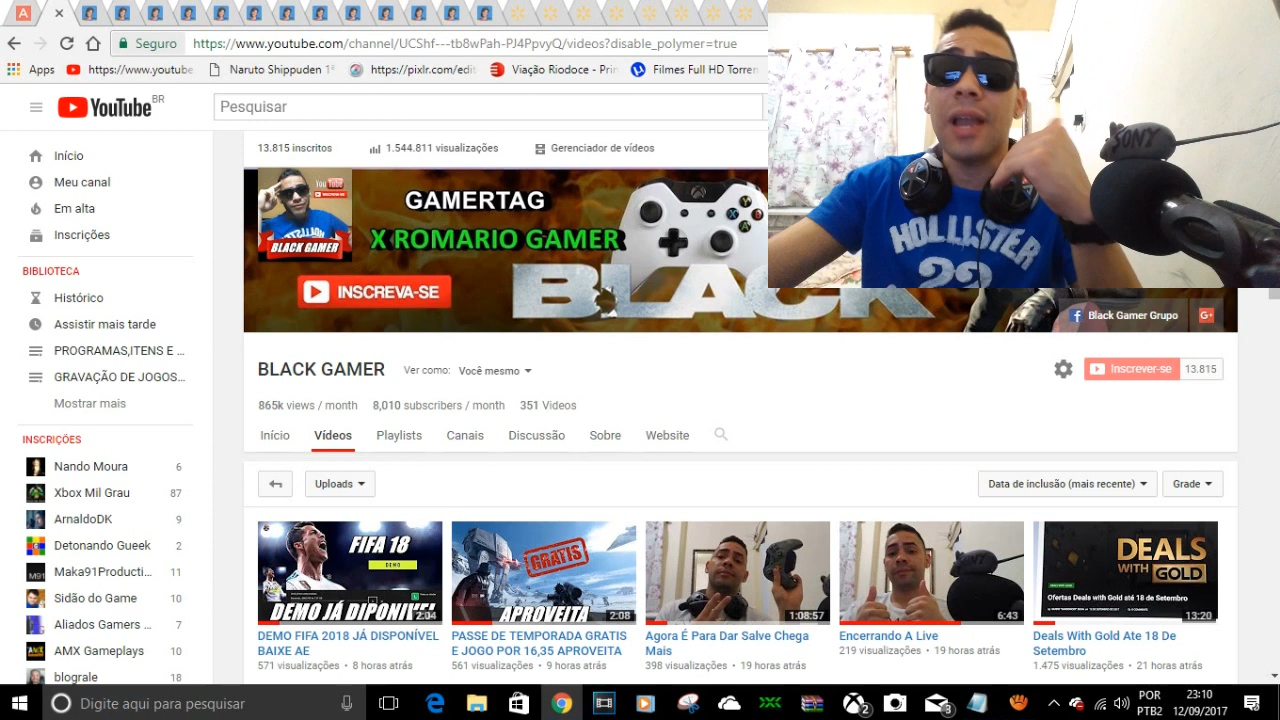 A
Seguro
https://www.youtube.com/channel/UCShf---tb8wPah-PJ4PpvyQ/videos?disable_polymer=true
Apps
https://www.youtube
Naruto Shippuden 1ª
https://pixlr.com/edit
Viação Riodoce - Prin
Filmes Full HD Torren
YouTube BR
Pesquisar
Início
Meu canal
Em alta
Inscrições
BIBLIOTECA
Histórico
Assistir mais tarde
PROGRAMAS,ITENS E ...
GRAVAÇÃO DE JOGOS...
Mostrar mais
INSCRIÇÕES
Nando Moura 6
Xbox Mil Grau 87
ArnaldoDK 9
Detonando Gueek 2
Maka91Producti... 11
Sidão do Game 10
Aliados Gamers ... 7
AMX Gameplays 10
blograle 18
13.815 inscritos
1.544.811 visualizações
Gerenciador de vídeos
YOU TUBE
BLACK GAMER
GAMERTAG
X ROMARIO GAMER
INSCREVA-SE
BLACK
SONY
HOLLISTER
22
Black Gamer Grupo
G+
BLACK GAMER
Ver como: Você mesmo
Inscrever-se 13.815
865k views / month
8,010 subscribers / month
351 Videos
Início
Vídeos
Playlists
Canais
Discussão
Sobre
Website
Uploads
Data de inclusão (mais recente)
Grade
FIFA 18
DEMO
DEMO JÁ DIPONIVEL
2:04
DEMO FIFA 2018 JÁ DISPONÍVEL
BAIXE AE
571 visualizações • 8 horas atrás
GRATIS
APROVEITA
2:08
PASSE DE TEMPORADA GRATIS
E JOGO POR 16,35 APROVEITA
561 visualizações • 9 horas atrás
1:08:57
Agora É Para Dar Salve Chega
Mais
398 visualizações • 19 horas atrás
6:43
Encerrando A Live
219 visualizações • 19 horas atrás
DEALS
WITH GOLD
Ofertas Deals with Gold até 18 de Setembro
13:20
Deals With Gold Ate 18 De
Setembro
1.475 visualizações • 21 horas atrás
Digite aqui para pesquisar
2
3
POR
PTB2
23:10
12/09/2017